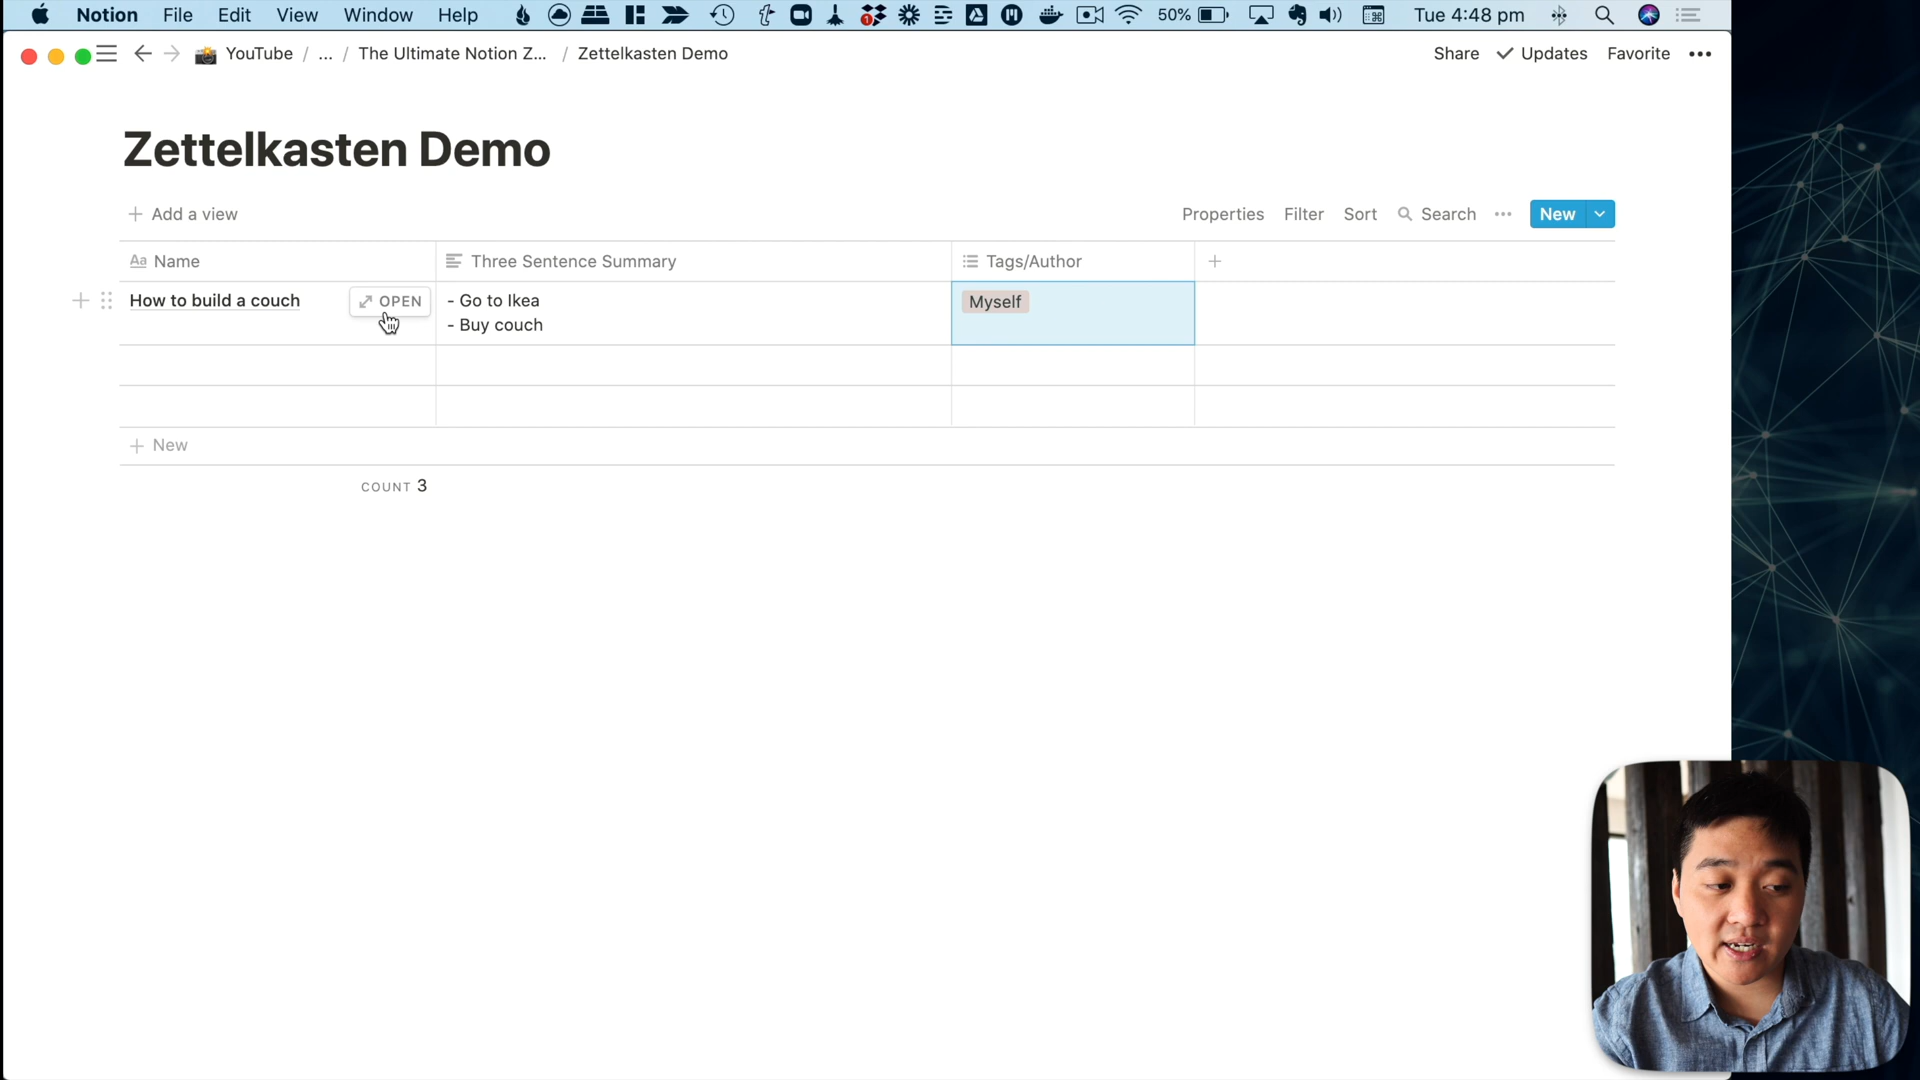 Notion File Edit View Window Help 1 50% Tue 4:48 pm
YouTube / ... / The Ultimate Notion Z... / Zettelkasten Demo Share Updates Favorite •••
Zettelkasten Demo
+ Add a view Properties Filter Sort Search ••• New
Aa Name Three Sentence Summary Tags/Author +
How to build a couch OPEN - Go to Ikea Myself
- Buy couch
+ New
COUNT 3